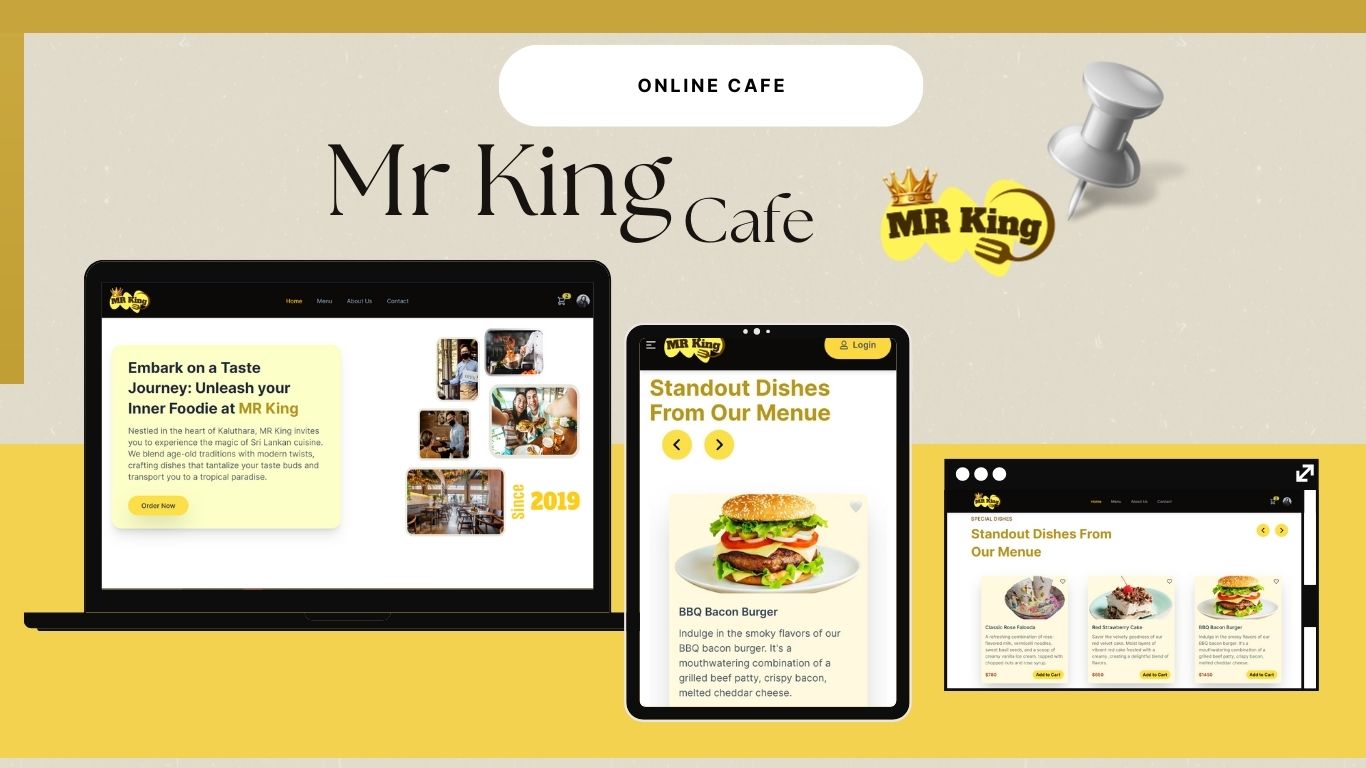 ONLINE CAFE
Mr King
Cafe
MR King
MR King
Home Menu About Us Contact
2
Embark on a Taste
Journey: Unleash your
Inner Foodie at MR King
Nestled in the heart of Kaluthara, MR King invites
you to experience the magic of Sri Lankan cuisine.
We blend age-old traditions with modern twists,
crafting dishes that tantalize your taste buds and
transport you to a tropical paradise.
Order Now
Since 2019
MR King
Login
Standout Dishes
From Our Menue
BBQ Bacon Burger
Indulge in the smoky flavors of our
BBQ bacon burger. It's a
mouthwatering combination of a
grilled beef patty, crispy bacon,
melted cheddar cheese.
MR King
Home Menu About Us Contact
SPECIAL DISHES
Standout Dishes From
Our Menue
Classic Rose Falooda
A refreshing combination of rose-
flavored milk, vermicelli noodles,
sweet basil seeds, and a scoop of
creamy vanilla ice cream, topped with
chopped nuts and rose syrup.
$780 Add to Cart
Red Strawberry Cake
Savor the velvety goodness of our
red velvet cake. Moist layers of
vibrant red cake frosted with a
creamy, creating a delightful blend of
flavors.
$650 Add to Cart
BBQ Bacon Burger
Indulge in the smoky flavors of our
BBQ bacon burger. It's a
mouthwatering combination of a
grilled beef patty, crispy bacon,
melted cheddar cheese.
$1450 Add to Cart